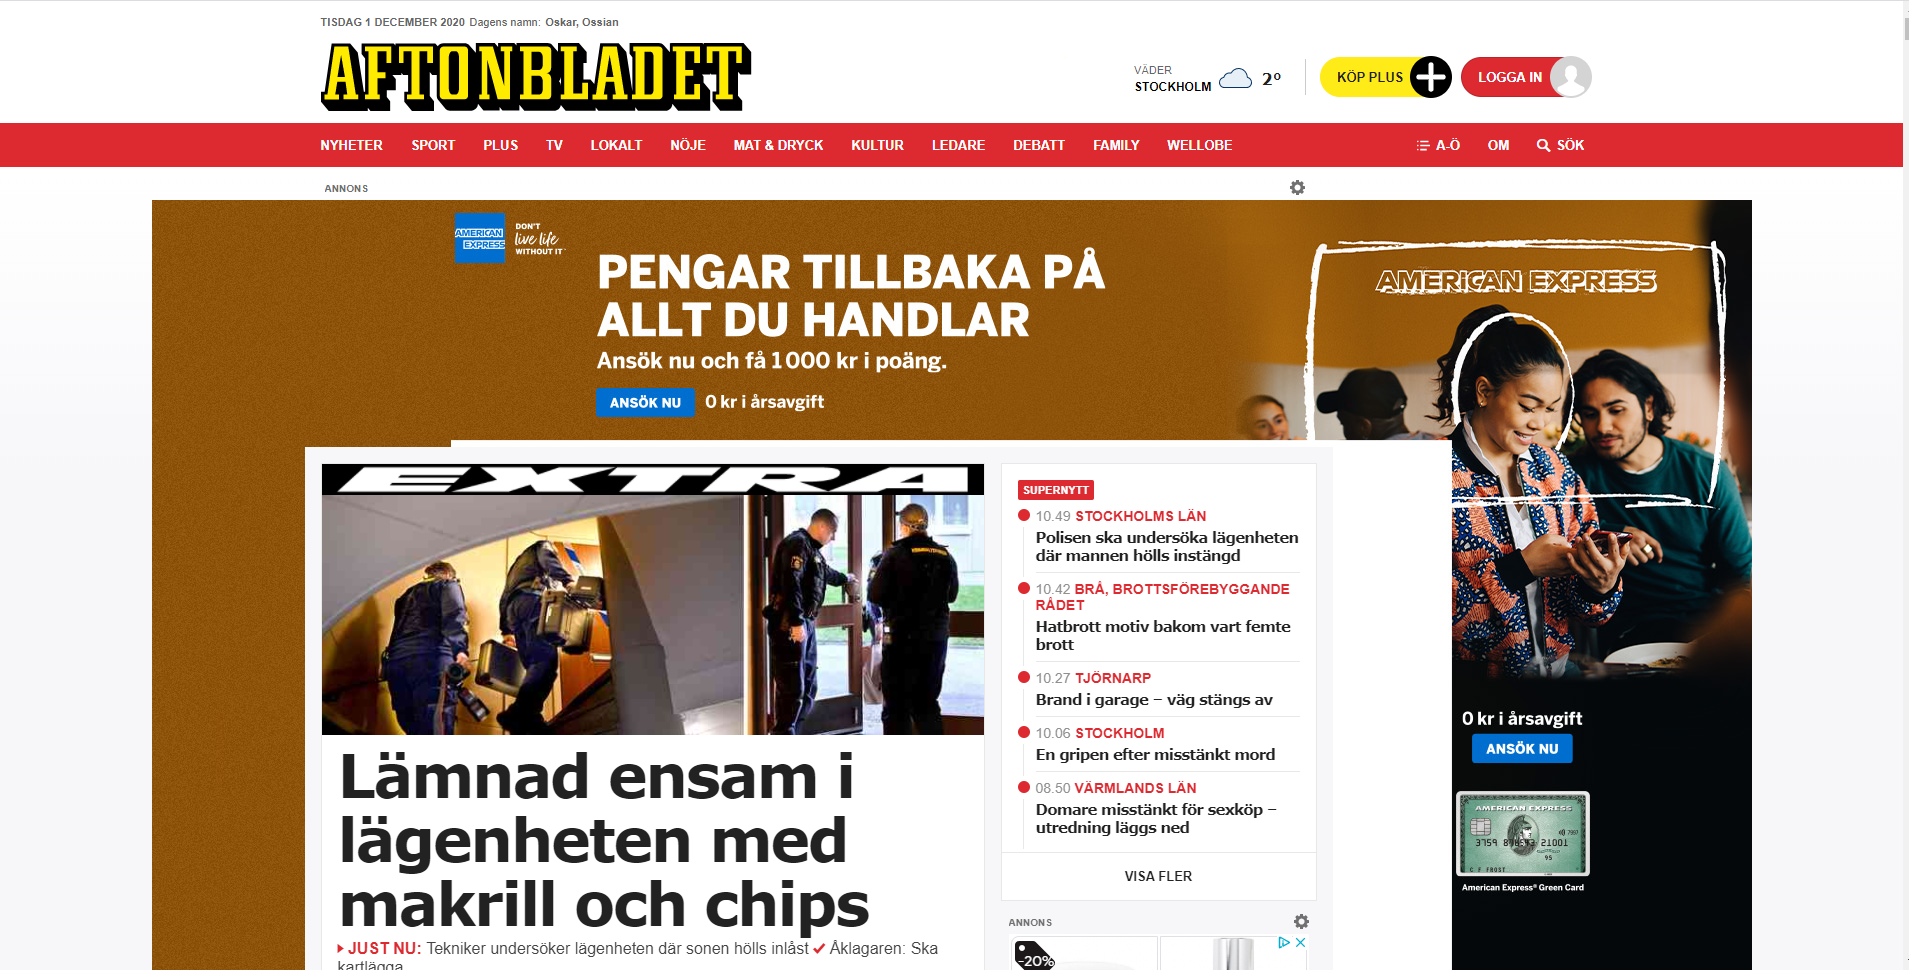 TISDAG 1 DECEMBER 2020 Dagens namn: Oskar, Ossian
AFTONBLADET
VÄDER
STOCKHOLM
2°
KÖP PLUS
LOGGA IN
NYHETER SPORT PLUS TV LOKALT NÖJE MAT & DRYCK KULTUR LEDARE DEBATT FAMILY WELLOBE A-Ö OM SÖK
ANNONS
AMERICAN EXPRESS
DON'T
live life
WITHOUT IT
PENGAR TILLBAKA PÅ
ALLT DU HANDLAR
Ansök nu och få 1000 kr i poäng.
ANSÖK NU
0 kr i årsavgift
AMERICAN EXPRESS
EXTRA
Lämnad ensam i
lägenheten med
makrill och chips
JUST NU: Tekniker undersöker lägenheten där sonen hölls inlåst Åklagaren: Ska
kartlägga
SUPERNYTT
10.49 STOCKHOLMS LÄN
Polisen ska undersöka lägenheten
där mannen hölls instängd
10.42 BRÅ, BROTTSFÖREBYGGANDE
RÅDET
Hatbrott motiv bakom vart femte
brott
10.27 TJÖRNARP
Brand i garage – väg stängs av
10.06 STOCKHOLM
En gripen efter misstänkt mord
08.50 VÄRMLANDS LÄN
Domare misstänkt för sexköp –
utredning läggs ned
VISA FLER
ANNONS
-20%
0 kr i årsavgift
ANSÖK NU
AMERICAN EXPRESS
3759 21001
95
C F FROST
American Express® Green Card